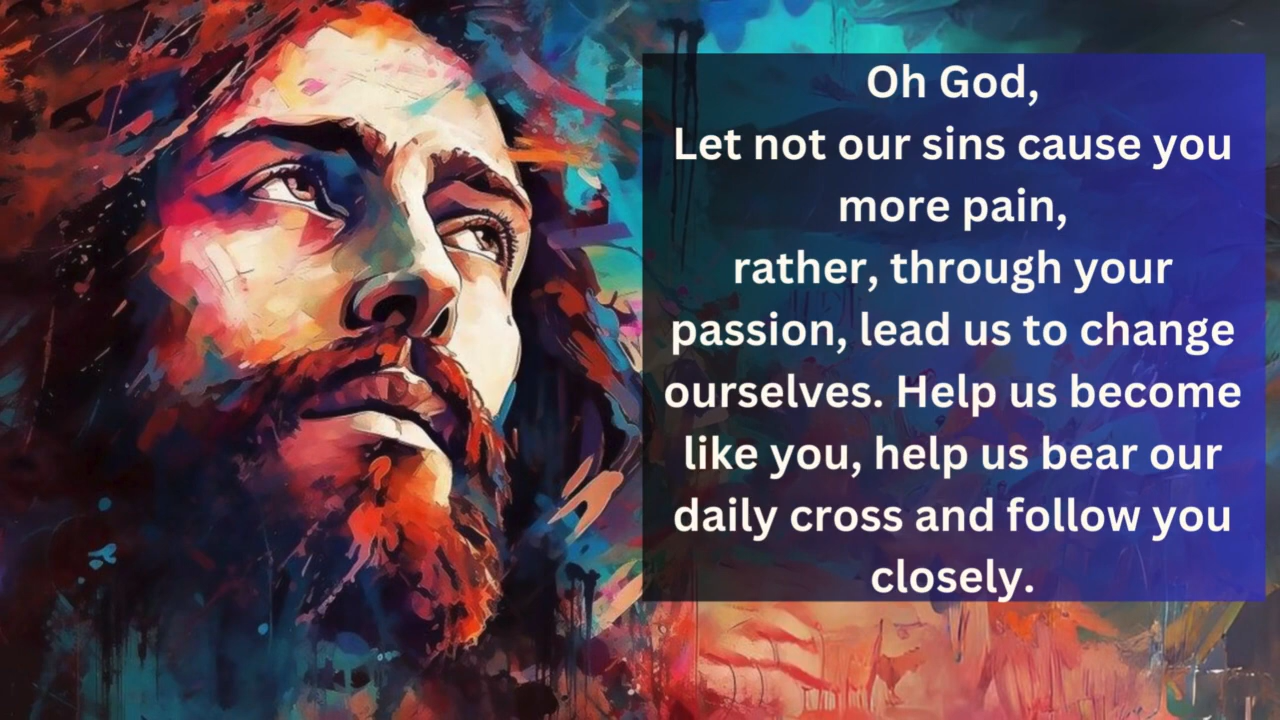 Oh God,
Let not our sins cause you
more pain,
rather, through your
passion, lead us to change
ourselves. Help us become
like you, help us bear our
daily cross and follow you
closely.